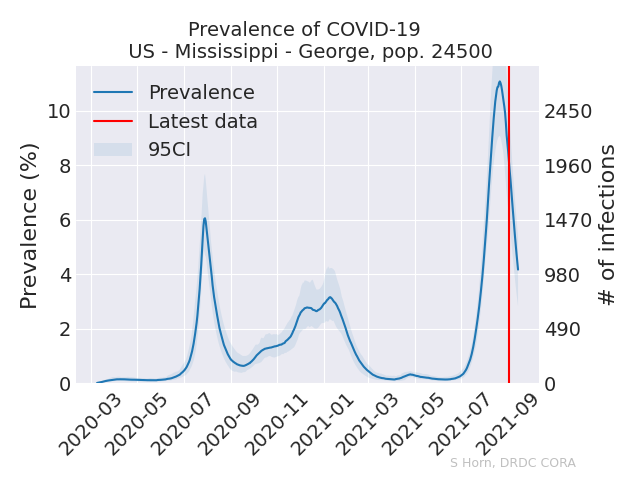 Prevalence of COVID-19
US - Mississippi - George, pop. 24500
Prevalence
Latest data
95CI
Prevalence (%)
10
8
6
4
2
0
# of infections
2450
1960
1470
980
490
0
2020-03
2020-05
2020-07
2020-09
2020-11
2021-01
2021-03
2021-05
2021-07
2021-09
S Horn, DRDC CORA